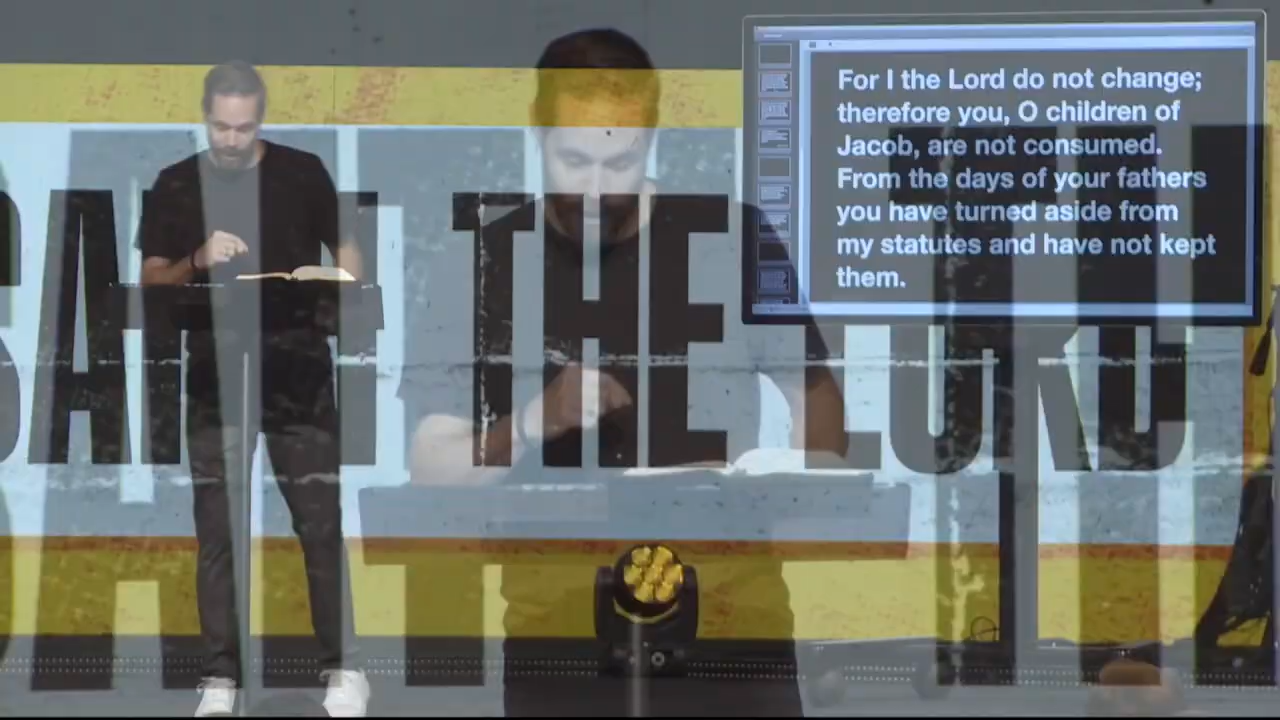 For I the Lord do not change;
therefore you, O children of
Jacob, are not consumed.
From the days of your fathers
you have turned aside from
my statutes and have not kept
them.
THE LORD